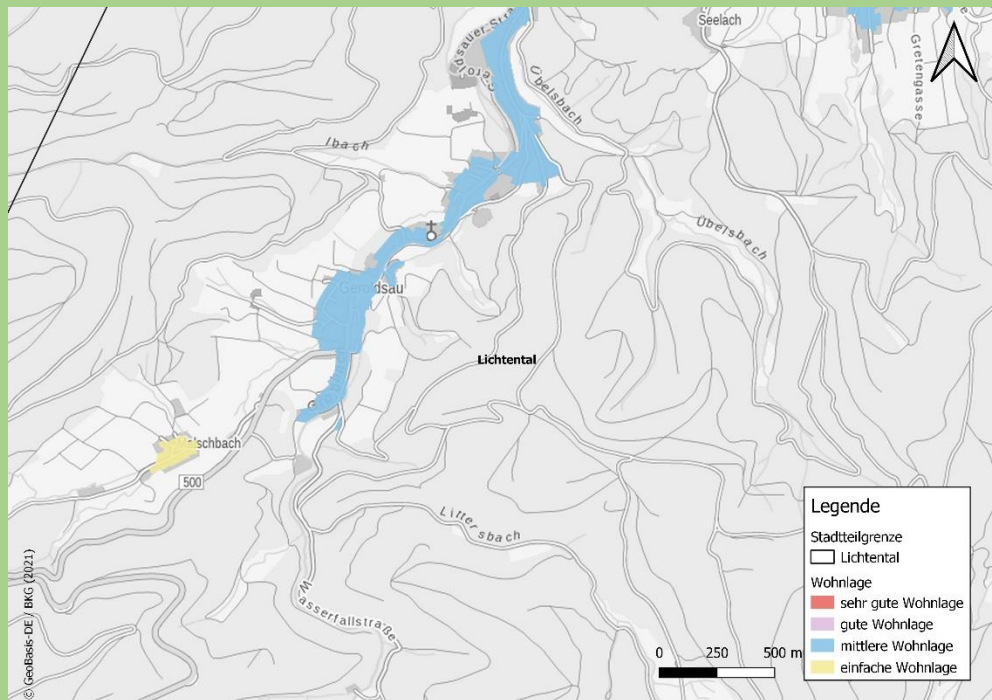 Seelach
Übelsbach
Gretengasse
Ibach
Übelsbach
Lichtental
500
Littersbach
Wasserfallstraße
Legende
Stadtteilgrenze
Lichtental
Wohnlage
sehr gute Wohnlage
gute Wohnlage
mittlere Wohnlage
einfache Wohnlage
0 250 500 m
© GeoBasis-DE / BKG (2021)